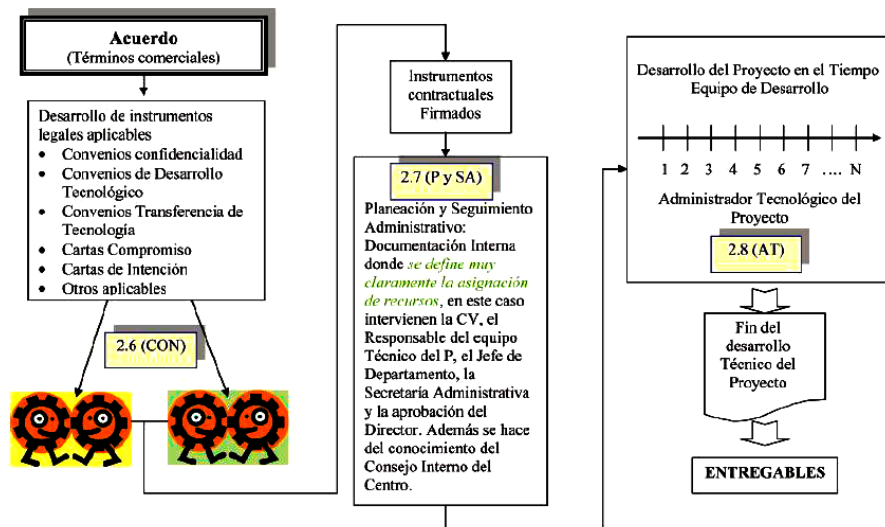 Acuerdo
(Términos comerciales)
Desarrollo de instrumentos
legales aplicables
• Convenios confidencialidad
• Convenios de Desarrollo
Tecnológico
• Convenios Transferencia de
Tecnología
• Cartas Compromiso
• Cartas de Intención
• Otros aplicables
2.6 (CON)
Instrumentos
contractuales
Firmados
2.7 (P y SA)
Planeación y Seguimiento
Administrativo:
Documentación Interna
donde se define muy
claramente la asignación
de recursos, en este caso
intervienen la CV, el
Responsable del equipo
Técnico del P, el Jefe de
Departamento, la
Secretaría Administrativa
y la aprobación del
Director. Además se hace
del conocimiento del
Consejo Interno del
Centro.
Desarrollo del Proyecto en el Tiempo
Equipo de Desarrollo
1 2 3 4 5 6 7 .... N
Administrador Tecnológico del
Proyecto
2.8 (AT)
Fin del
desarrollo
Técnico del
Proyecto
ENTREGABLES